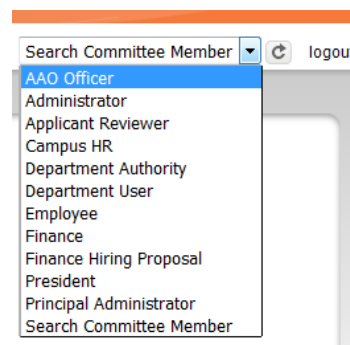 Search Committee Member logou
AAO Officer
Administrator
Applicant Reviewer
Campus HR
Department Authority
Department User
Employee
Finance
Finance Hiring Proposal
President
Principal Administrator
Search Committee Member